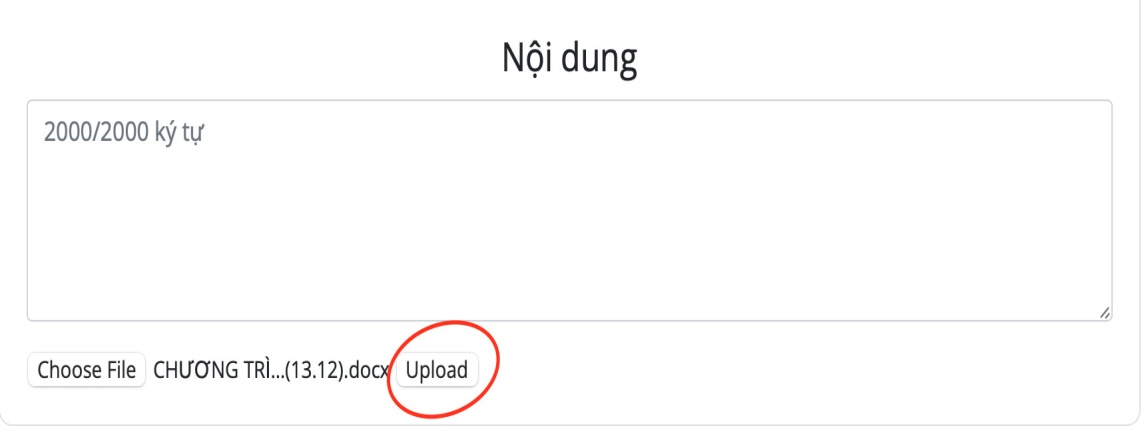 Nội dung
2000/2000 ký tự
Choose File CHƯƠNG TRÌ...(13.12).docx Upload